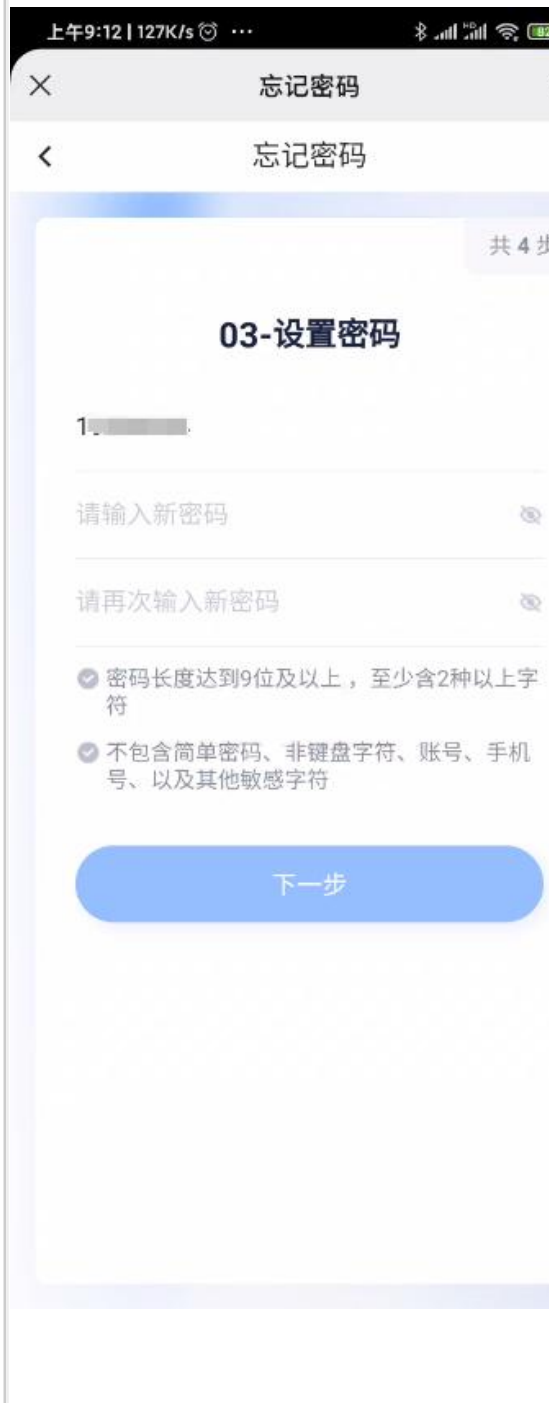 上午9:12 | 127K/s
忘记密码
忘记密码
共 4 步
03-设置密码
1
请输入新密码
请再次输入新密码
密码长度达到9位及以上，至少含2种以上字
符
不包含简单密码、非键盘字符、账号、手机
号、以及其他敏感字符
下一步